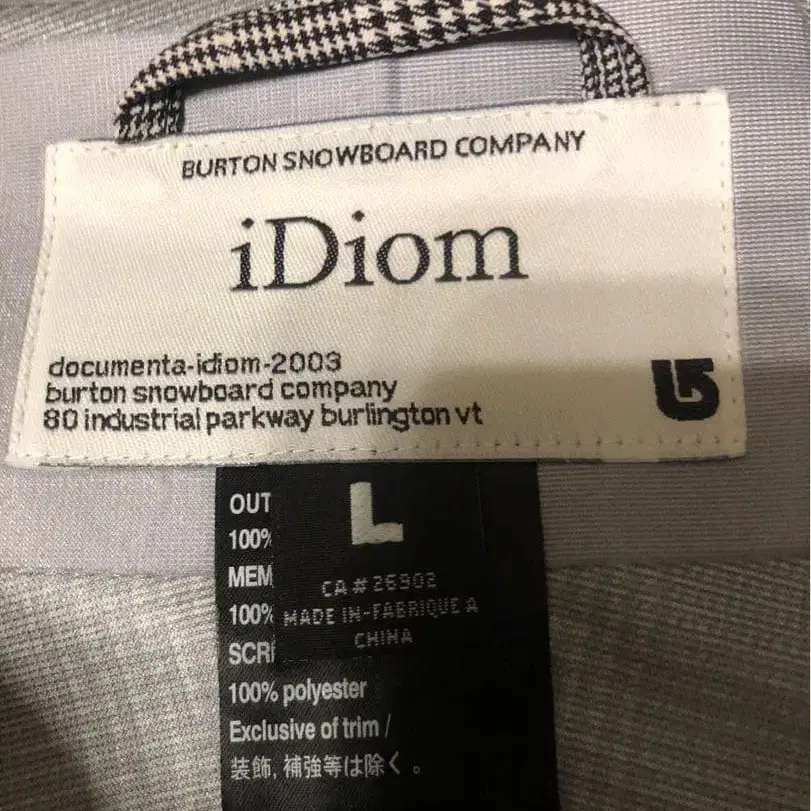 BURTON SNOWBOARD COMPANY
iDiom
documenta-idiom-2003
burton snowboard company
80 industrial parkway burlington vt
L
CA#26902
MADE IN-FABRIQUE A
CHINA
OUT
100%
MEM
100%
SCR
100% polyester
Exclusive of trim /
装飾,補強等は除く。